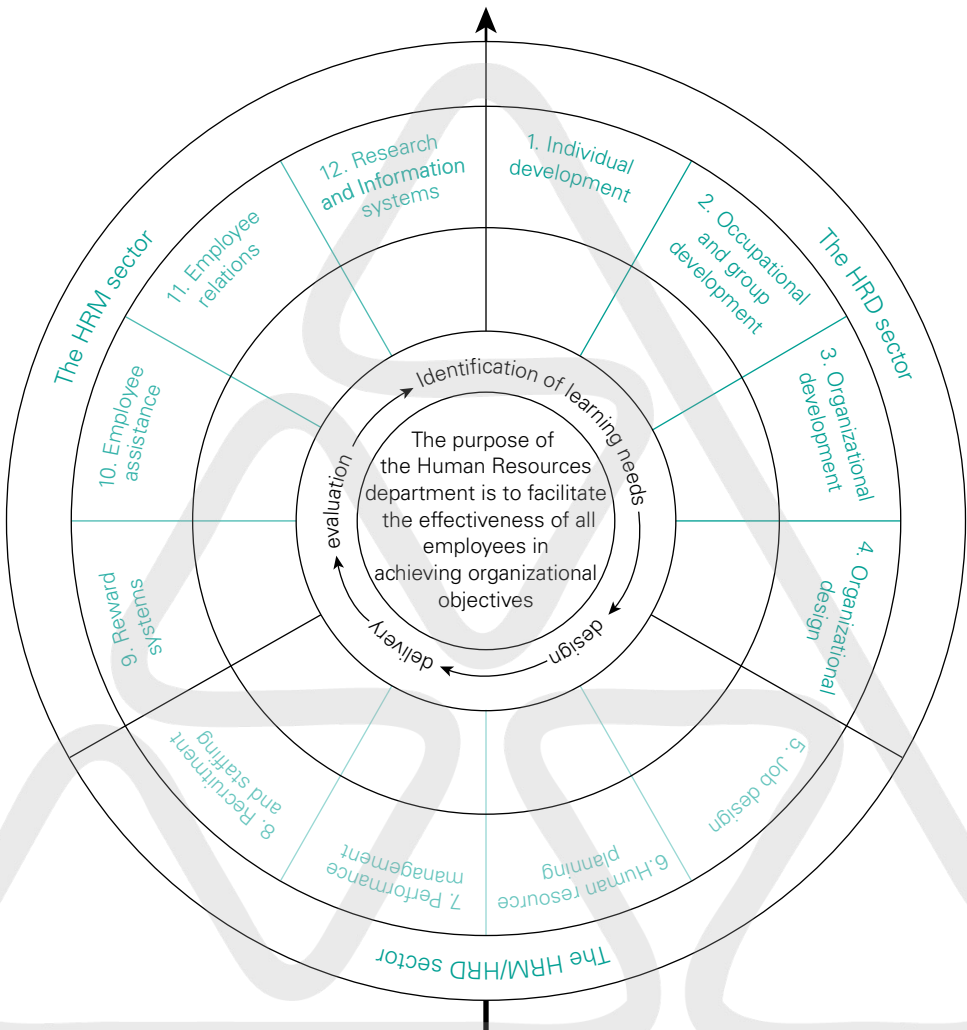 The HRD sector
1. Individual
development
2. Occupational
and group
development
3. Organizational
development
4. Organizational
design
The HRM/HRD sector
5. Job design
6.Human resource
planning
7. Performance
management
8. Recruitment
and staffing
The HRM sector
9. Reward
systems
10. Employee
assistance
11. Employee
relations
12. Research
and Information
systems
Identification of learning needs
design
delivery
evaluation
The purpose of
the Human Resources
department is to facilitate
the effectiveness of all
employees in
achieving organizational
objectives